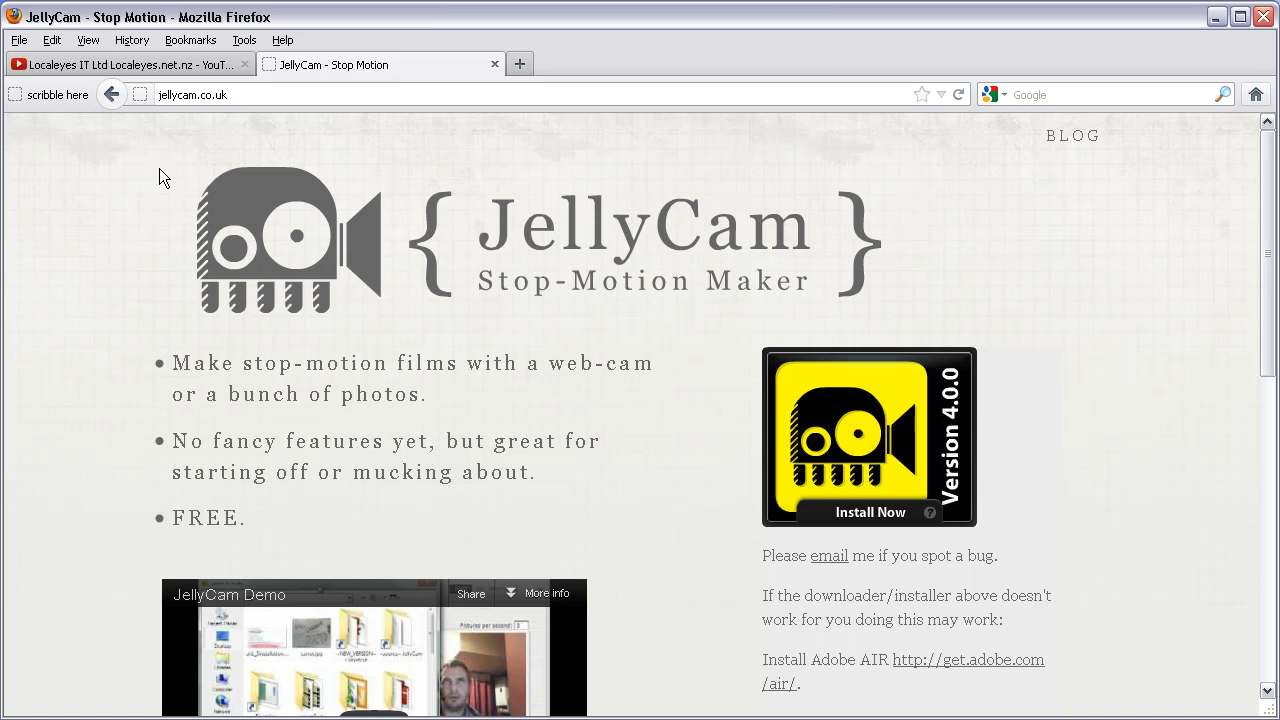 JellyCam - Stop Motion - Mozilla Firefox
File Edit View History Bookmarks Tools Help
Localeyes IT Ltd Localeyes.net.nz - YouT...
JellyCam - Stop Motion
scribble here
jellycam.co.uk
Google
BLOG
{ JellyCam }
Stop-Motion Maker
• Make stop-motion films with a web-cam
or a bunch of photos.
• No fancy features yet, but great for
starting off or mucking about.
• FREE.
Version 4.0.0
Install Now ?
Please email me if you spot a bug.
If the downloader/installer above doesn't
work for you doing this may work:
Install Adobe AIR http://get.adobe.com
/air/.
JellyCam Demo
Share
More info
Pictures per second: